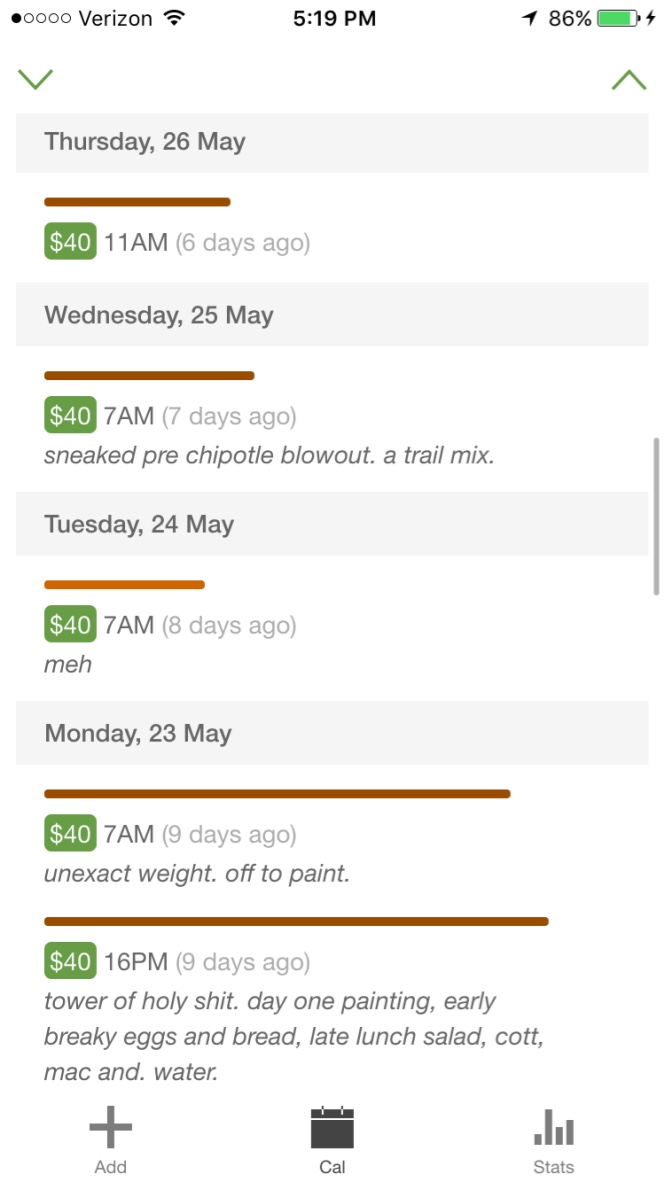 Verizon 5:19 PM 86%
Thursday, 26 May
$40 11AM (6 days ago)
Wednesday, 25 May
$40 7AM (7 days ago)
sneaked pre chipotle blowout. a trail mix.
Tuesday, 24 May
$40 7AM (8 days ago)
meh
Monday, 23 May
$40 7AM (9 days ago)
unexact weight. off to paint.
$40 16PM (9 days ago)
tower of holy shit. day one painting, early
breaky eggs and bread, late lunch salad, cott,
mac and. water.
Add Cal Stats